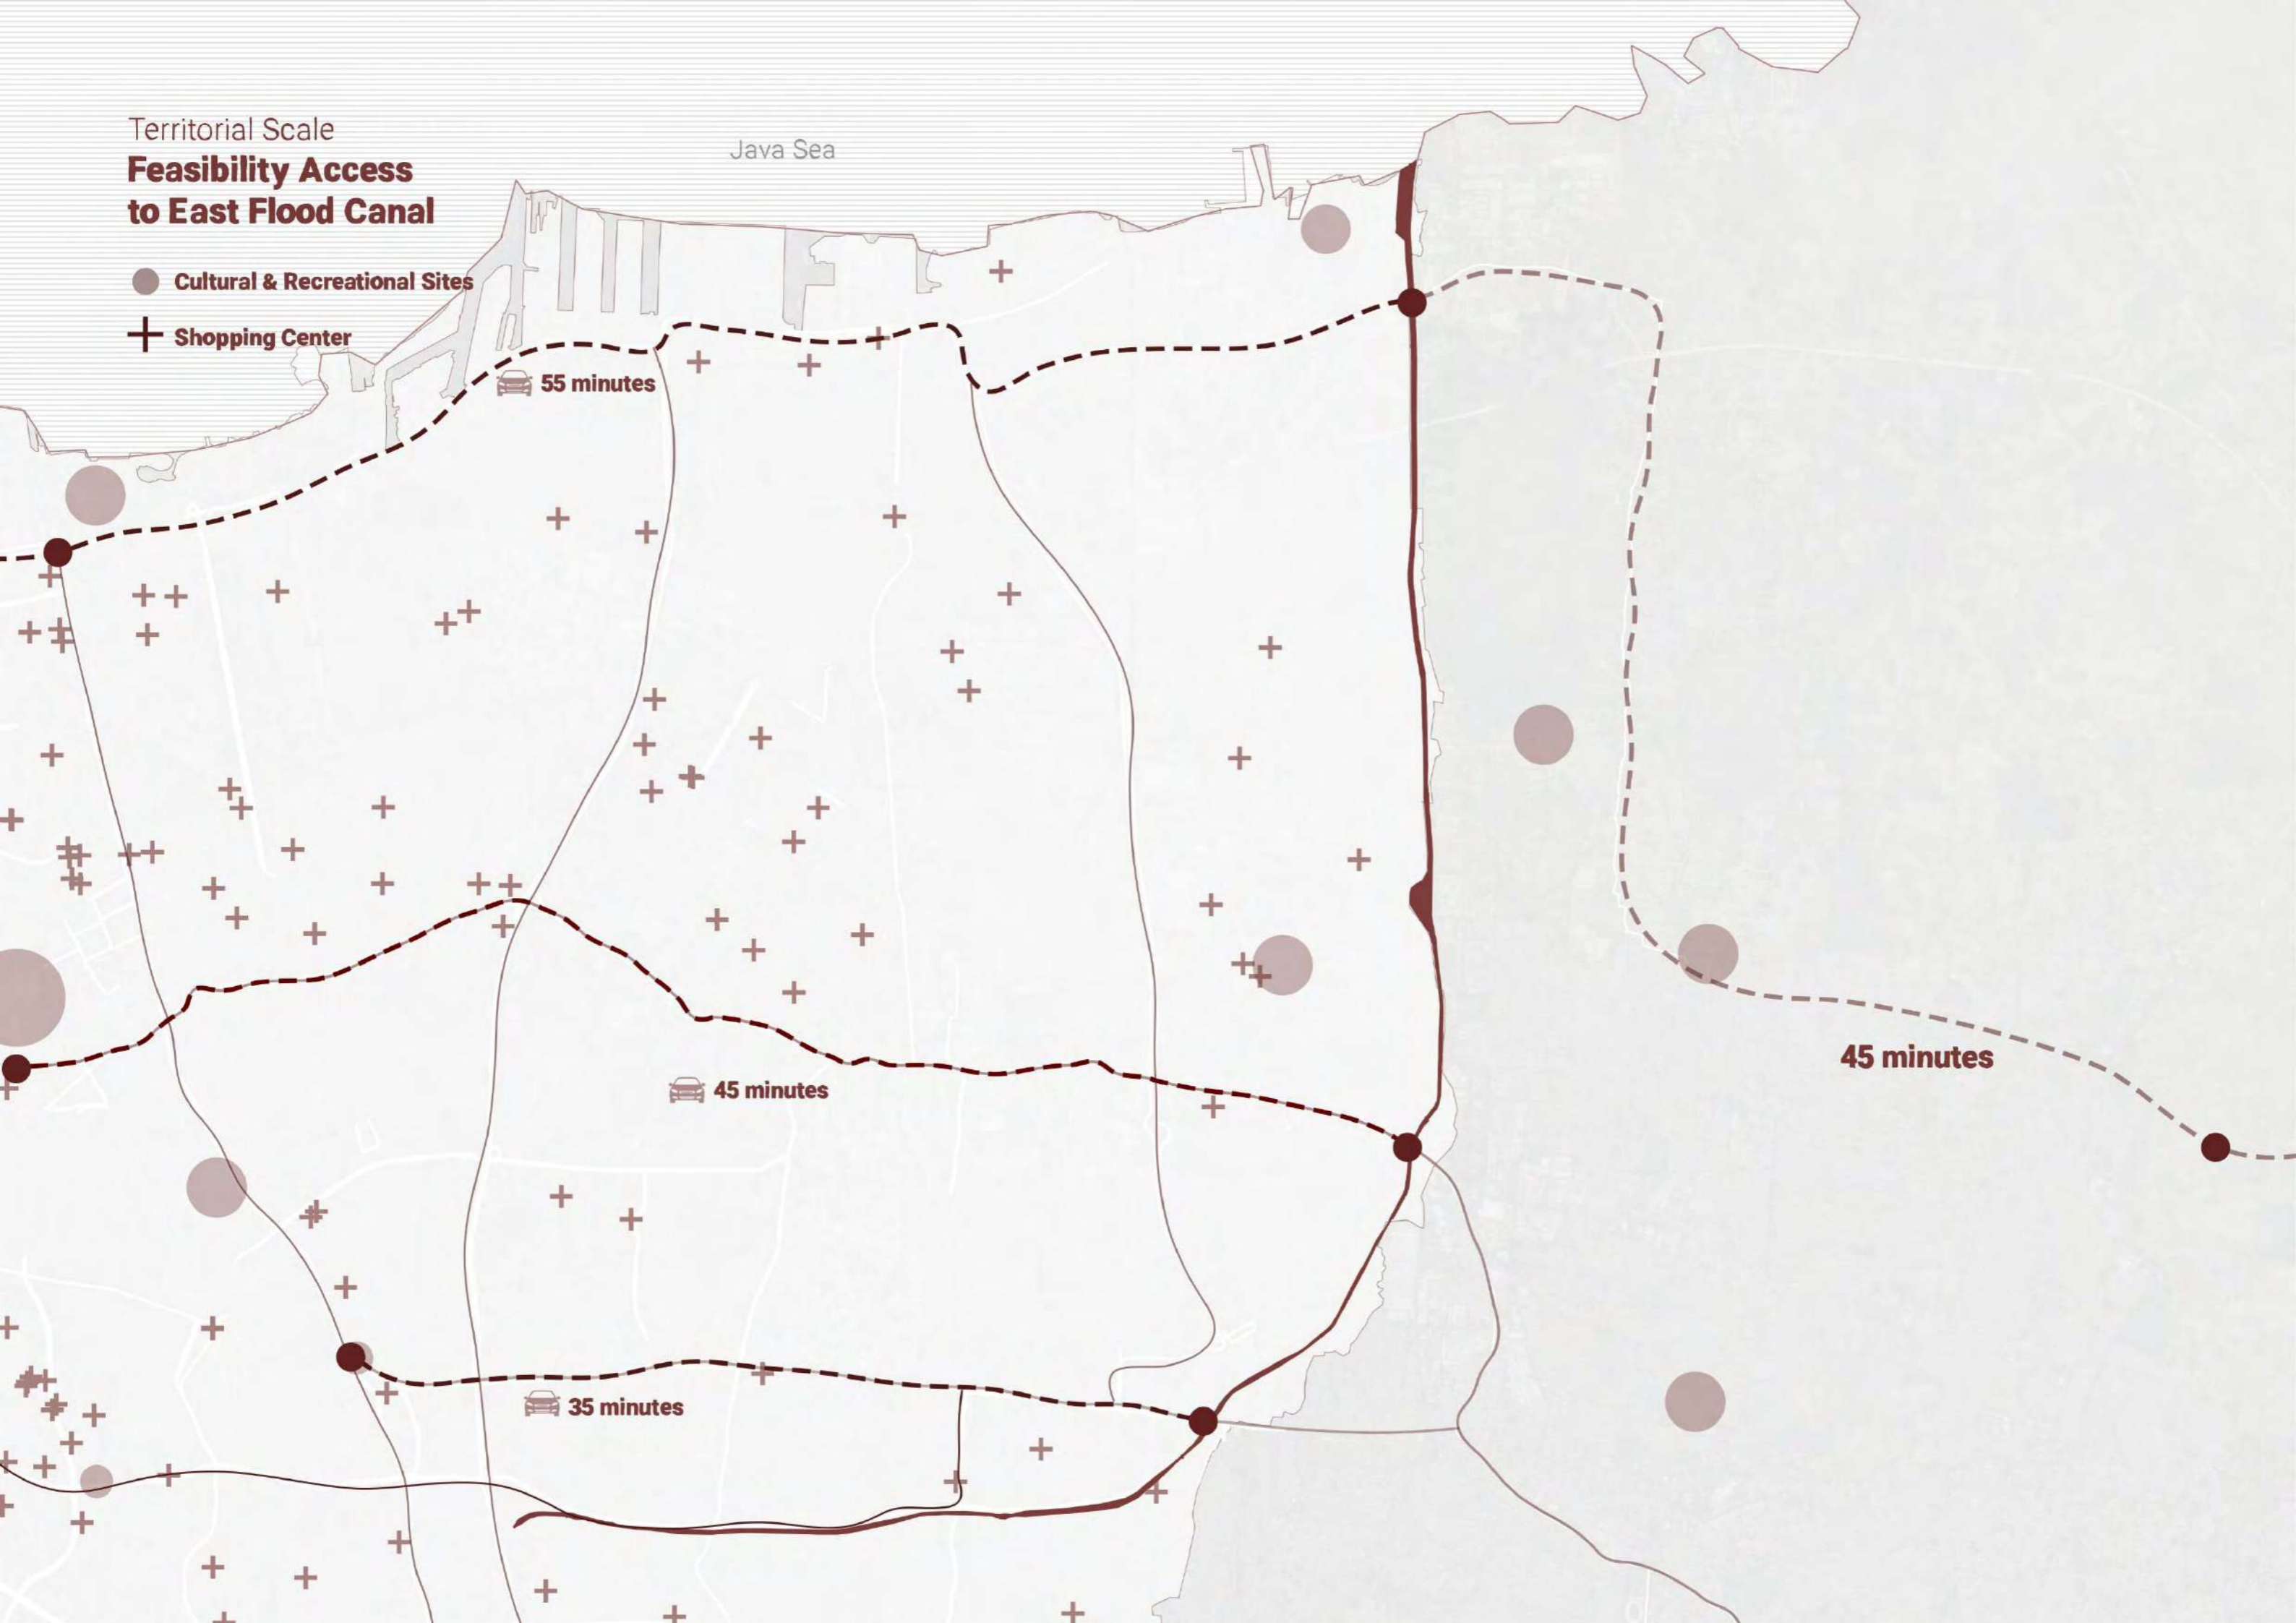 Territorial Scale
Feasibility Access
to East Flood Canal
Java Sea
Cultural & Recreational Sites
Shopping Center
55 minutes
45 minutes
45 minutes
35 minutes